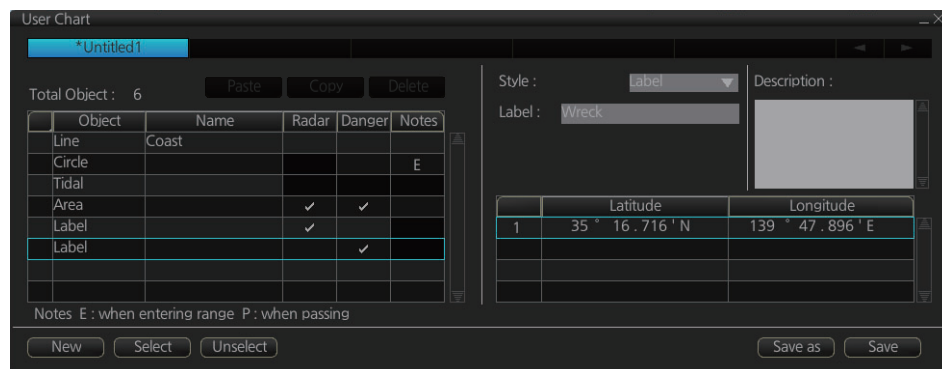 User Chart
*Untitled1
Total Object : 6
Paste Copy Delete
Object Name Radar Danger Notes
Line Coast
Circle E
Tidal
Area ✓ ✓
Label ✓
Label ✓
Notes E : when entering range P : when passing
Style : Label
Label : Wreck
Description :
Latitude Longitude
1 35 ° 16 . 716 ' N 139 ° 47 . 896 ' E
New Select Unselect Save as Save